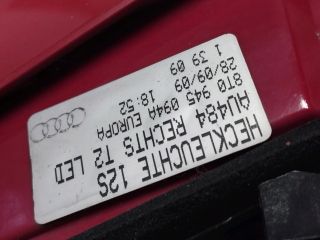 HECKLEUCHTE 12S
AU484 RECHTS T2 LED
8T0 945 094A EUROPA
28/09/09 18:52
1 39 09